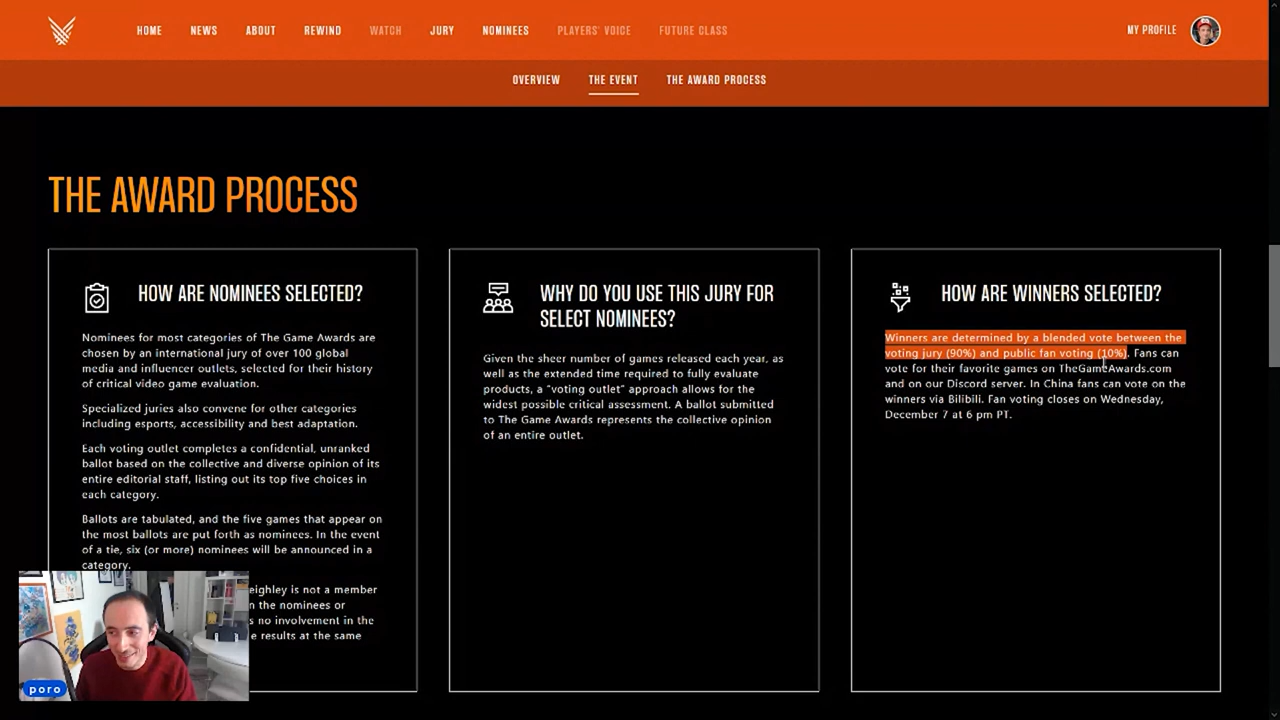 HOME NEWS ABOUT REWIND WATCH JURY NOMINEES PLAYERS' VOICE FUTURE CLASS MY PROFILE
OVERVIEW THE EVENT THE AWARD PROCESS
THE AWARD PROCESS
HOW ARE NOMINEES SELECTED?
Nominees for most categories of The Game Awards are
chosen by an international jury of over 100 global
media and influencer outlets, selected for their history
of critical video game evaluation.
Specialized juries also convene for other categories
including esports, accessibility and best adaptation.
Each voting outlet completes a confidential, unranked
ballot based on the collective and diverse opinion of its
entire editorial staff, listing out its top five choices in
each category.
Ballots are tabulated, and the five games that appear on
the most ballots are put forth as nominees. In the event
of a tie, six (or more) nominees will be announced in a
category.
eighley is not a member
n the nominees or
s no involvement in the
e results at the same
WHY DO YOU USE THIS JURY FOR
SELECT NOMINEES?
Given the sheer number of games released each year, as
well as the extended time required to fully evaluate
products, a “voting outlet” approach allows for the
widest possible critical assessment. A ballot submitted
to The Game Awards represents the collective opinion
of an entire outlet.
HOW ARE WINNERS SELECTED?
Winners are determined by a blended vote between the
voting jury (90%) and public fan voting (10%). Fans can
vote for their favorite games on TheGameAwards.com
and on our Discord server. In China fans can vote on the
winners via Bilibili. Fan voting closes on Wednesday,
December 7 at 6 pm PT.
poro